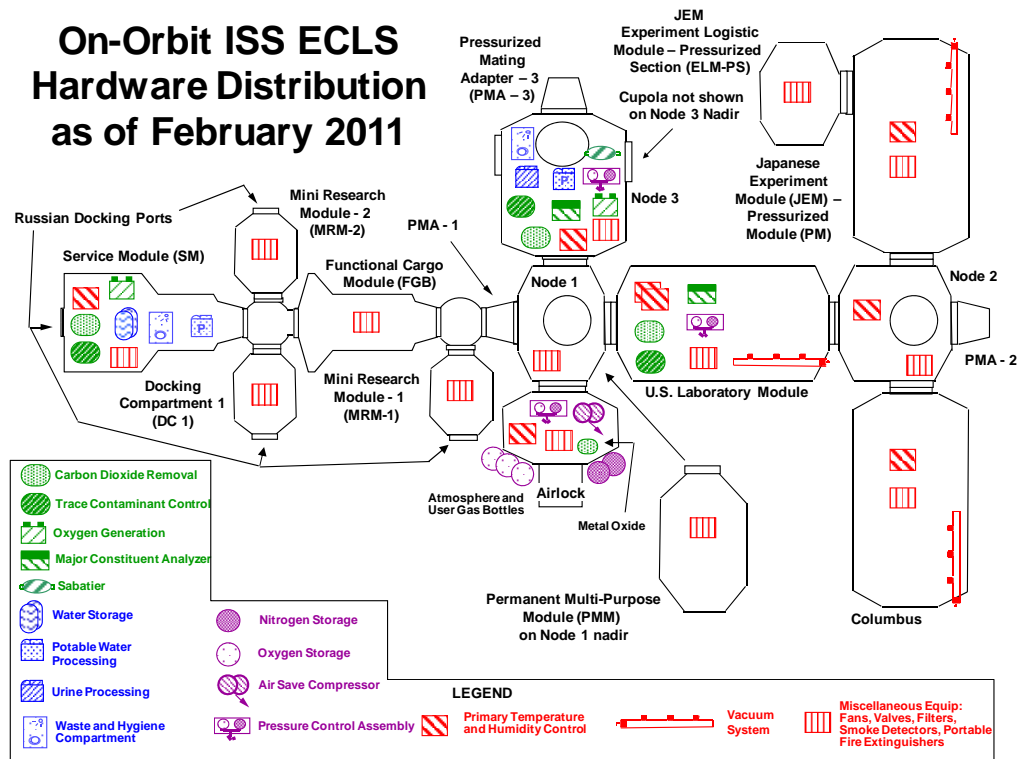 On-Orbit ISS ECLS
Hardware Distribution
as of February 2011
Pressurized
Mating
Adapter – 3
(PMA – 3)
JEM
Experiment Logistic
Module – Pressurized
Section (ELM-PS)
Cupola not shown
on Node 3 Nadir
Node 3
Japanese
Experiment
Module (JEM) –
Pressurized
Module (PM)
Russian Docking Ports
Mini Research
Module - 2
(MRM-2)
PMA - 1
Service Module (SM)
Functional Cargo
Module (FGB)
Node 1
Node 2
P
P
PMA - 2
Docking
Compartment 1
(DC 1)
Mini Research
Module - 1
(MRM-1)
U.S. Laboratory Module
Atmosphere and
User Gas Bottles
Airlock
Metal Oxide
Permanent Multi-Purpose
Module (PMM)
on Node 1 nadir
Columbus
Carbon Dioxide Removal
Trace Contaminant Control
Oxygen Generation
Major Constituent Analyzer
Sabatier
Water Storage
P
Potable Water
Processing
Urine Processing
Waste and Hygiene
Compartment
Nitrogen Storage
Oxygen Storage
Air Save Compressor
Pressure Control Assembly
LEGEND
Primary Temperature
and Humidity Control
Vacuum
System
Miscellaneous Equip:
Fans, Valves, Filters,
Smoke Detectors, Portable
Fire Extinguishers